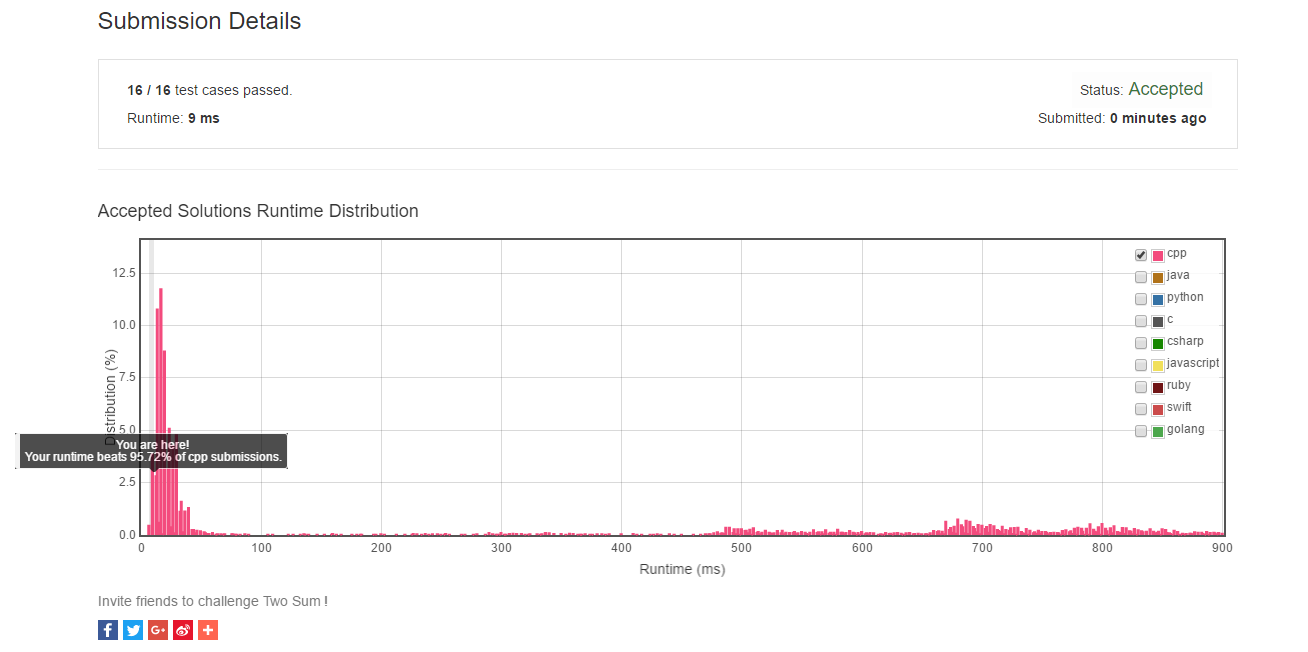 Submission Details
16 / 16 test cases passed.
Status: Accepted
Runtime: 9 ms
Submitted: 0 minutes ago
Accepted Solutions Runtime Distribution
cpp
java
python
c
csharp
javascript
ruby
swift
golang
Distribution (%)
12.5
10.0
7.5
5.0
2.5
0.0
You are here!
Your runtime beats 95.72% of cpp submissions.
0 100 200 300 400 500 600 700 800 900
Runtime (ms)
Invite friends to challenge Two Sum !
f
G+